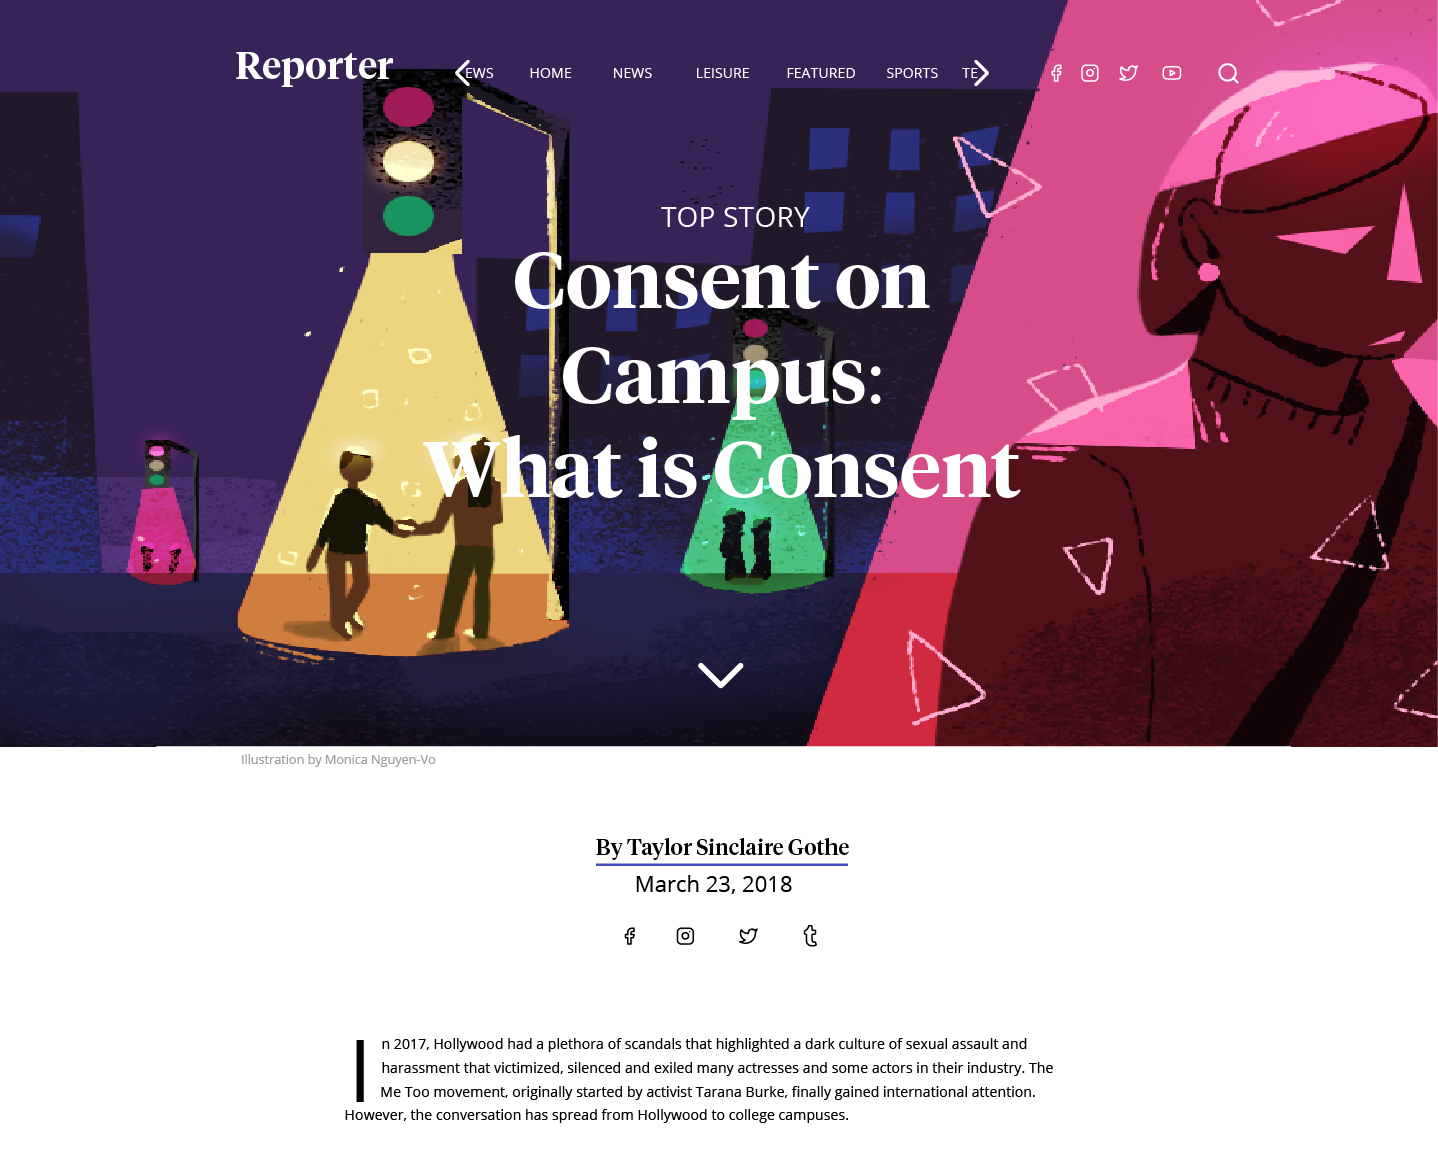 Reporter
EWS HOME NEWS LEISURE FEATURED SPORTS TE
TOP STORY
Consent on
Campus:
What is Consent
Illustration by Monica Nguyen-Vo
By Taylor Sinclaire Gothe
March 23, 2018
In 2017, Hollywood had a plethora of scandals that highlighted a dark culture of sexual assault and
harassment that victimized, silenced and exiled many actresses and some actors in their industry. The
Me Too movement, originally started by activist Tarana Burke, finally gained international attention.
However, the conversation has spread from Hollywood to college campuses.